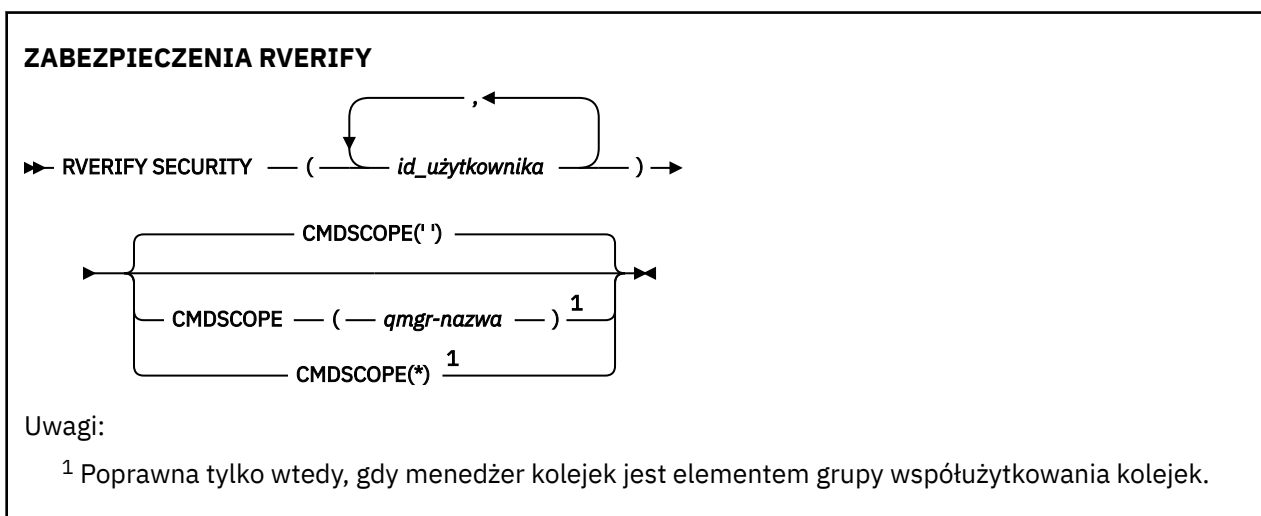 ZABEZPIECZENIA RVERIFY
,
RVERIFY SECURITY ( id_użytkownika )
CMDSCOPE(' ')
CMDSCOPE ( qmgr-nazwa ) 1
CMDSCOPE(*) 1
Uwagi:
1 Poprawna tylko wtedy, gdy menedżer kolejek jest elementem grupy współużytkowania kolejek.